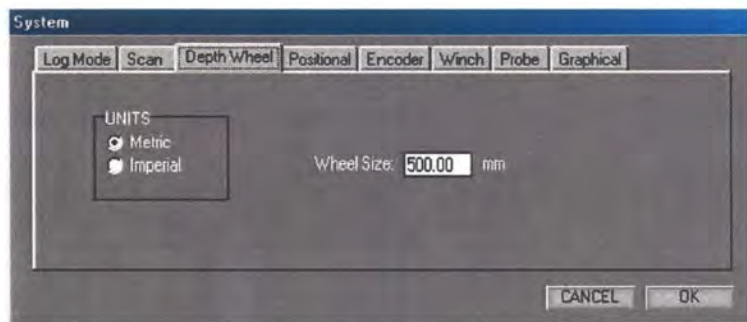 System
Log Mode Scan Depth Wheel Positional Encoder Winch Probe Graphical
UNITS
Metric
Imperial
Wheel Size: 500.00 mm
CANCEL OK